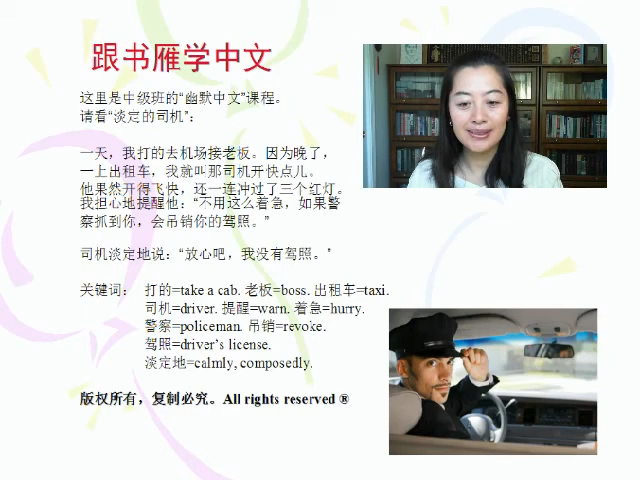 跟书雁学中文
这里是中级班的“幽默中文”课程。
请看“淡定的司机”：
一天，我打的去机场接老板。因为晚了，
一上出租车，我就叫那司机开快点儿。
他果然开得飞快，还一连冲过了三个红灯。
我担心地提醒他：“不用这么着急，如果警
察抓到你，会吊销你的驾照。”
司机淡定地说：“放心吧，我没有驾照。”
关键词： 打的=take a cab. 老板=boss. 出租车=taxi.
司机=driver. 提醒=warn. 着急=hurry.
警察=policeman. 吊销=revoke.
驾照=driver’s license.
淡定地=calmly, composedly.
版权所有，复制必究。All rights reserved ®